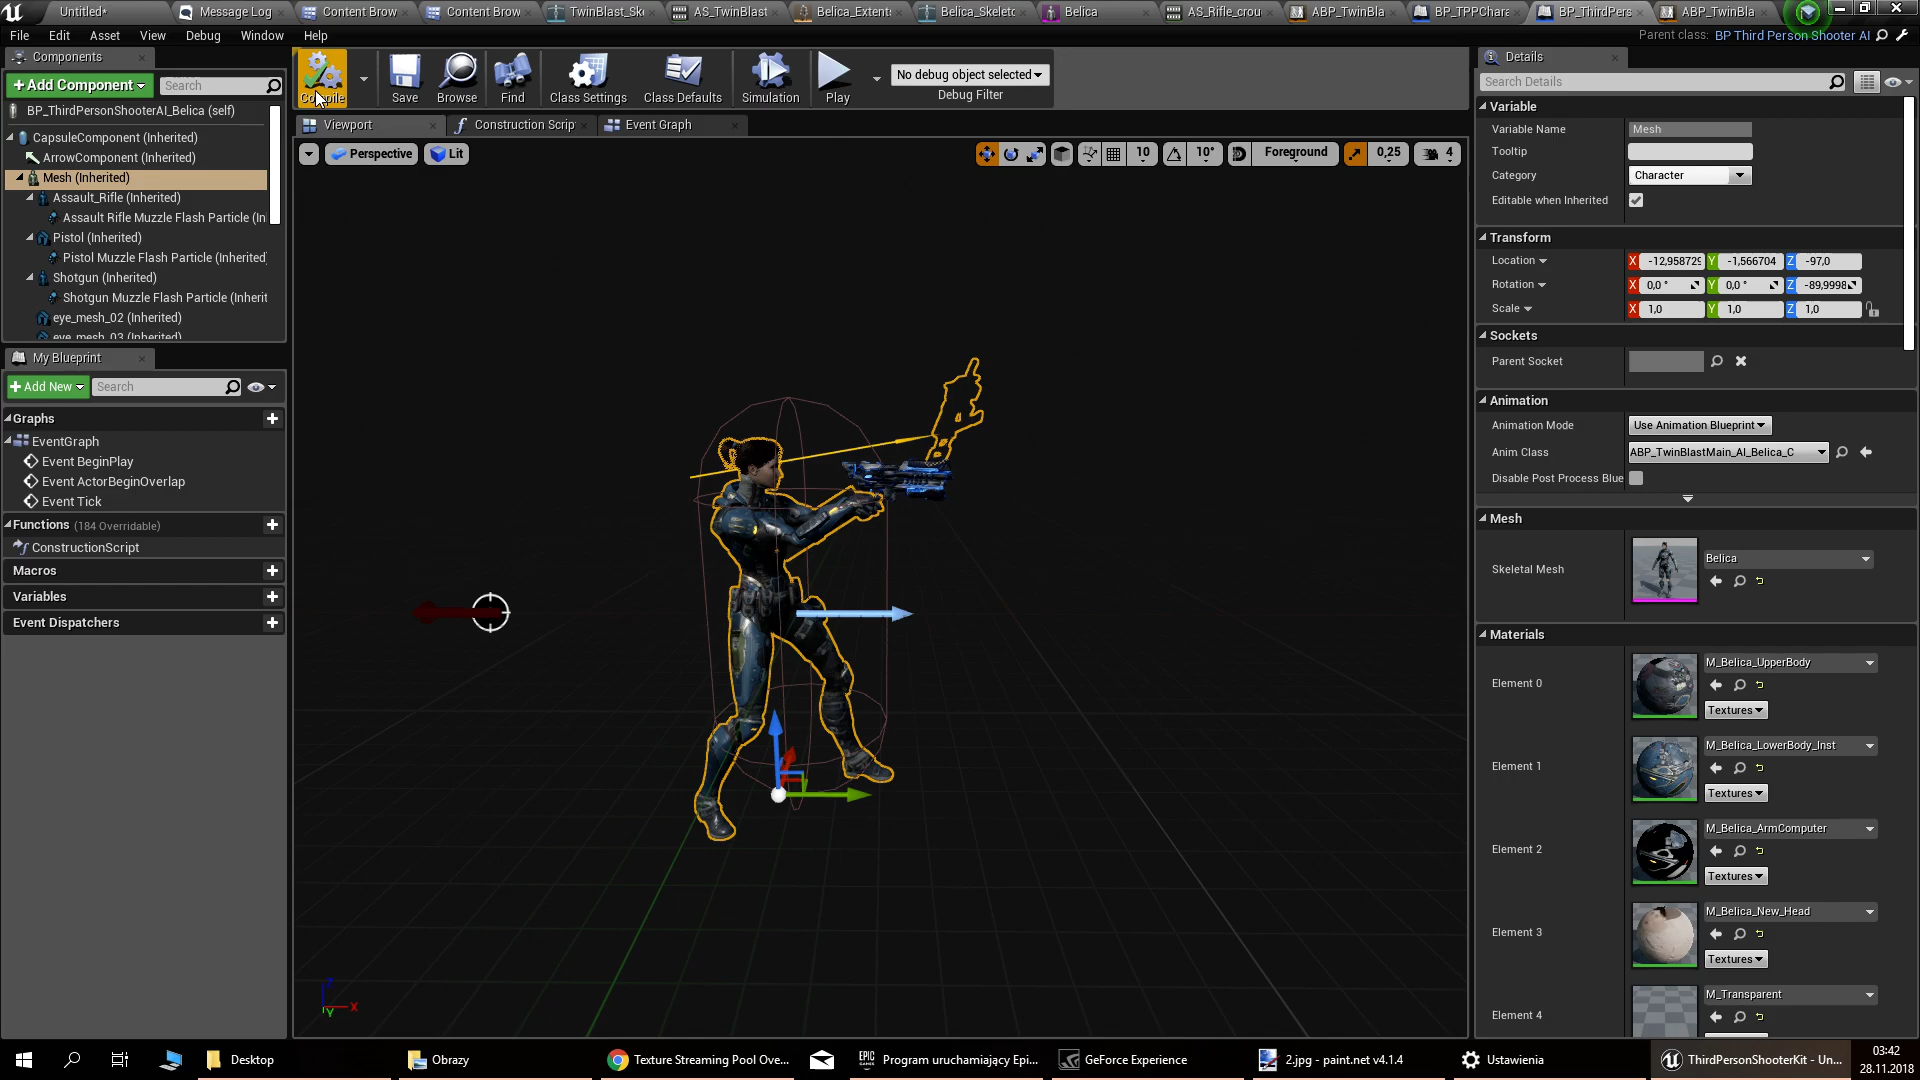 Untitled*
Message Log
Content Brow
Content Brow
TwinBlast_Sk
AS_TwinBlast
Belica_Extent
Belica_Skeleto
Belica
AS_Rifle_crou
ABP_TwinBla
BP_TPPChara
BP_ThirdPers
ABP_TwinBla
File
Edit
Asset
View
Debug
Window
Help
Parent class:
BP Third Person Shooter AI
Components
Add Component
Search
BP_ThirdPersonShooterAI_Belica (self)
CapsuleComponent (Inherited)
ArrowComponent (Inherited)
Mesh (Inherited)
Assault_Rifle (Inherited)
Assault Rifle Muzzle Flash Particle (In
Pistol (Inherited)
Pistol Muzzle Flash Particle (Inherited)
Shotgun (Inherited)
Shotgun Muzzle Flash Particle (Inherit
eye_mesh_02 (Inherited)
eye_mesh_03 (Inherited)
My Blueprint
Add New
Search
Graphs
EventGraph
Event BeginPlay
Event ActorBeginOverlap
Event Tick
Functions (184 Overridable)
ConstructionScript
Macros
Variables
Event Dispatchers
Compile
Save
Browse
Find
Class Settings
Class Defaults
Simulation
Play
No debug object selected
Debug Filter
Viewport
Construction Scrip
Event Graph
Perspective
Lit
10
10°
Foreground
0,25
4
Z
X
Y
Details
Search Details
Variable
Variable Name
Mesh
Tooltip
Category
Character
Editable when Inherited
Transform
Location
X -12,958729
Y -1,566704
Z -97,0
Rotation
X 0,0 °
Y 0,0 °
Z -89,9998
Scale
X 1,0
Y 1,0
Z 1,0
Sockets
Parent Socket
Animation
Animation Mode
Use Animation Blueprint
Anim Class
ABP_TwinBlastMain_AI_Belica_C
Disable Post Process Blue
Mesh
Skeletal Mesh
Belica
Materials
Element 0
M_Belica_UpperBody
Textures
Element 1
M_Belica_LowerBody_Inst
Textures
Element 2
M_Belica_ArmComputer
Textures
Element 3
M_Belica_New_Head
Textures
Element 4
M_Transparent
Desktop
Obrazy
Texture Streaming Pool Ove...
Program uruchamiający Epi...
GeForce Experience
2.jpg - paint.net v4.1.4
Ustawienia
ThirdPersonShooterKit - Un...
03:42
28.11.2018